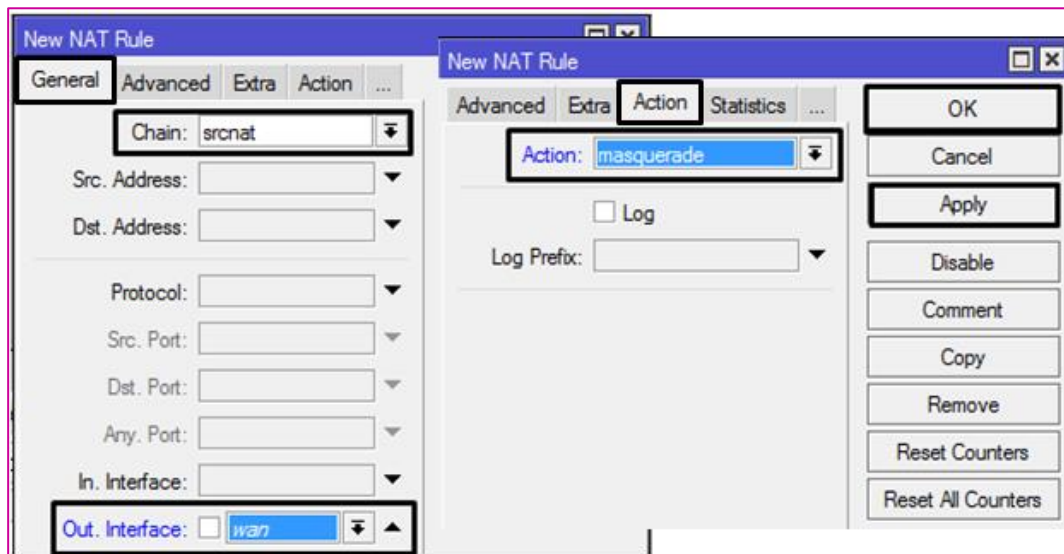 New NAT Rule
General Advanced Extra Action ...
Chain: srcnat
Src. Address:
Dst. Address:
Protocol:
Src. Port:
Dst. Port:
Any. Port:
In. Interface:
Out. Interface: wan
New NAT Rule
Advanced Extra Action Statistics ...
Action: masquerade
Log
Log Prefix:
OK
Cancel
Apply
Disable
Comment
Copy
Remove
Reset Counters
Reset All Counters